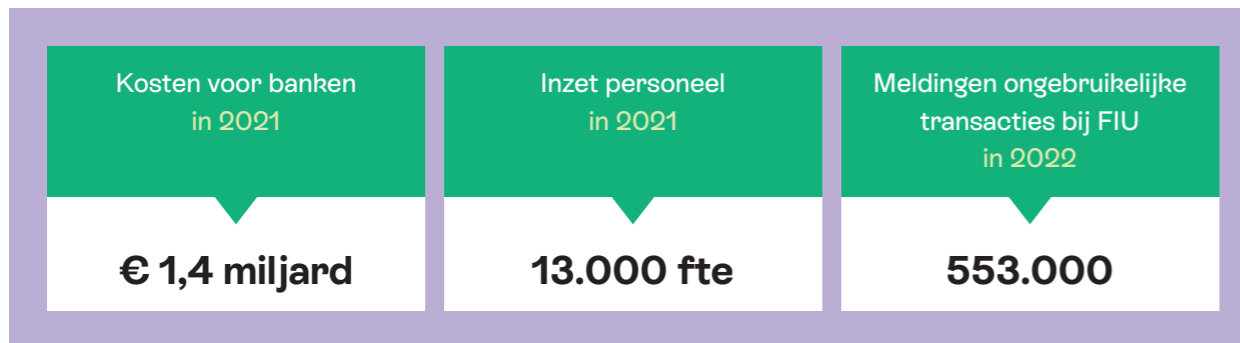 Kosten voor banken
in 2021
€ 1,4 miljard
Inzet personeel
in 2021
13.000 fte
Meldingen ongebruikelijke
transacties bij FIU
in 2022
553.000